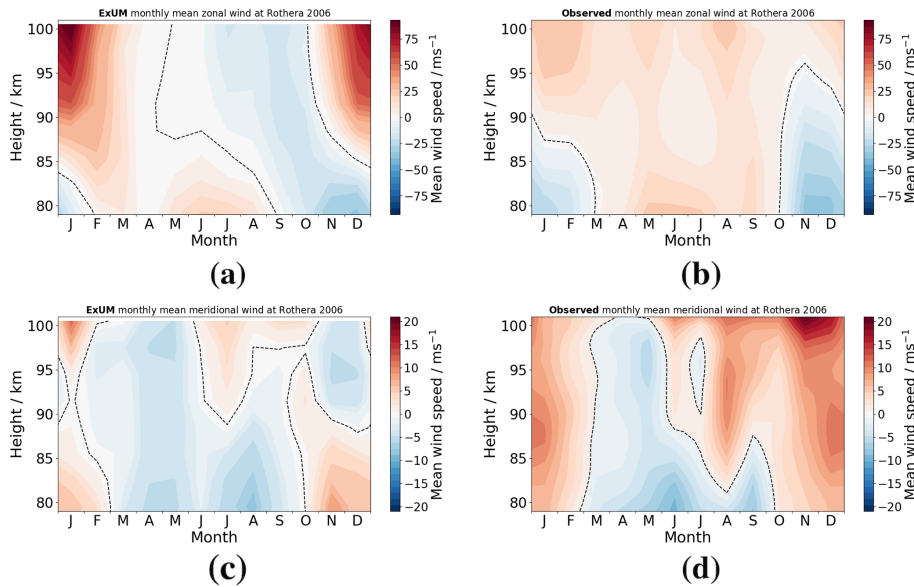 ExUM monthly mean zonal wind at Rothera 2006
100
95
90
85
80
Height / km
J F M A M J J A S O N D
Month
75
50
25
0
−25
−50
−75
Mean wind speed / ms⁻¹
(a)
Observed monthly mean zonal wind at Rothera 2006
100
95
90
85
80
Height / km
J F M A M J J A S O N D
Month
75
50
25
0
−25
−50
−75
Mean wind speed / ms⁻¹
(b)
ExUM monthly mean meridional wind at Rothera 2006
100
95
90
85
80
Height / km
J F M A M J J A S O N D
Month
20
15
10
5
0
−5
−10
−15
−20
Mean wind speed / ms⁻¹
(c)
Observed monthly mean meridional wind at Rothera 2006
100
95
90
85
80
Height / km
J F M A M J J A S O N D
Month
20
15
10
5
0
−5
−10
−15
−20
Mean wind speed / ms⁻¹
(d)